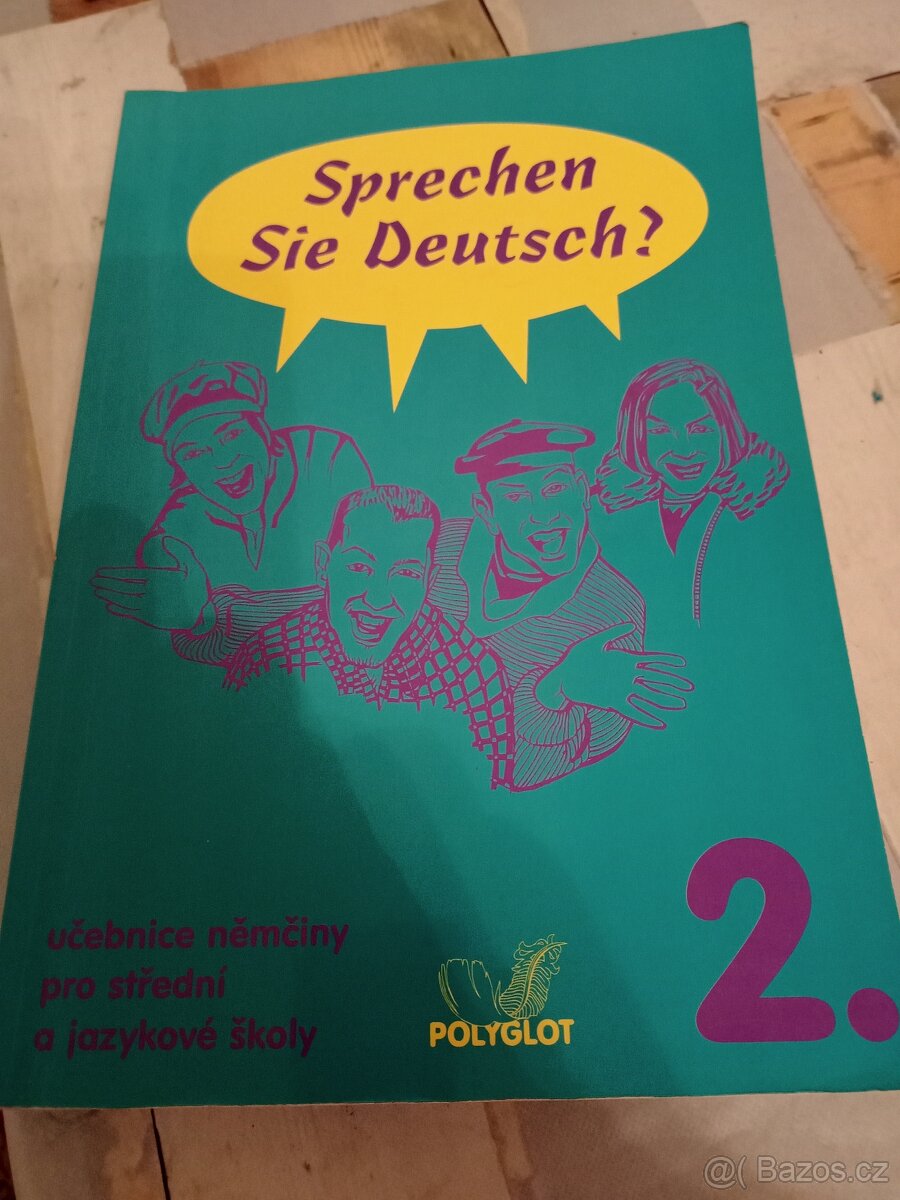 Sprechen
Sie Deutsch?
učebnice němčiny
pro střední
a jazykové školy
POLYGLOT
2.
@( Bazos.cz